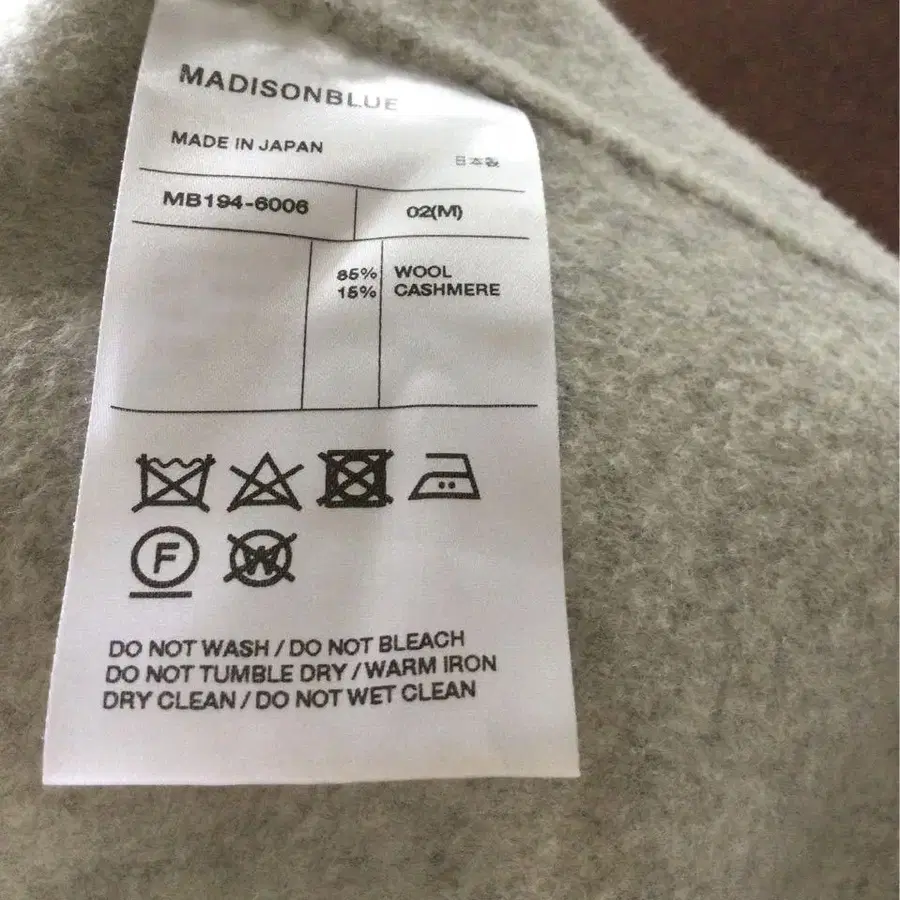 MADISONBLUE
MADE IN JAPAN
日本製
MB194-6006
02(M)
85% WOOL
15% CASHMERE
F
W
DO NOT WASH / DO NOT BLEACH
DO NOT TUMBLE DRY / WARM IRON
DRY CLEAN / DO NOT WET CLEAN